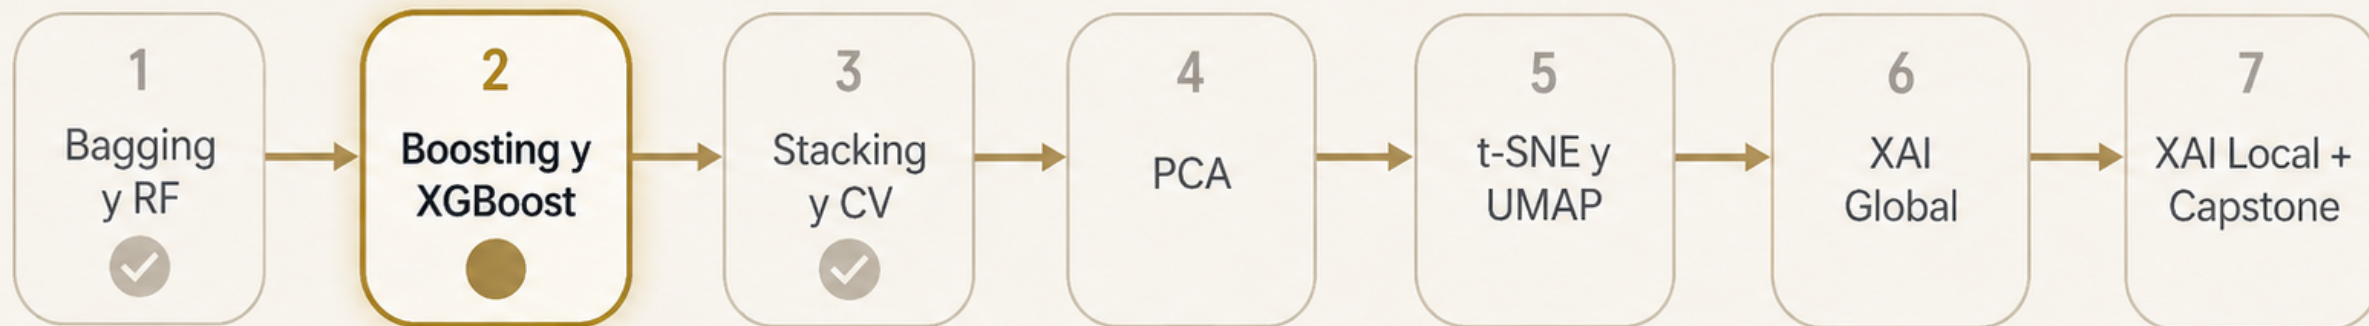 1
Bagging
y RF
2
Boosting y
XGBoost
3
Stacking
y CV
4
PCA
5
t-SNE y
UMAP
6
XAI
Global
7
XAI Local +
Capstone